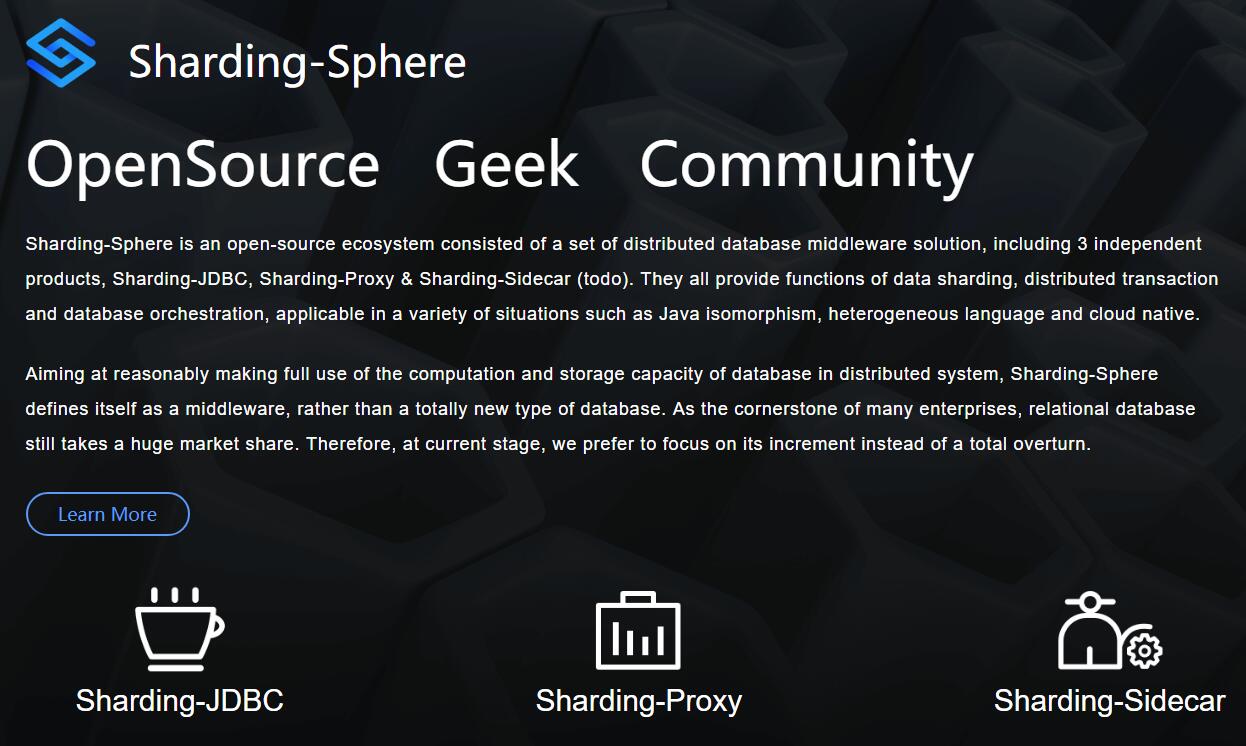 Sharding-Sphere
OpenSource Geek Community
Sharding-Sphere is an open-source ecosystem consisted of a set of distributed database middleware solution, including 3 independent
products, Sharding-JDBC, Sharding-Proxy & Sharding-Sidecar (todo). They all provide functions of data sharding, distributed transaction
and database orchestration, applicable in a variety of situations such as Java isomorphism, heterogeneous language and cloud native.
Aiming at reasonably making full use of the computation and storage capacity of database in distributed system, Sharding-Sphere
defines itself as a middleware, rather than a totally new type of database. As the cornerstone of many enterprises, relational database
still takes a huge market share. Therefore, at current stage, we prefer to focus on its increment instead of a total overturn.
Learn More
Sharding-JDBC
Sharding-Proxy
Sharding-Sidecar